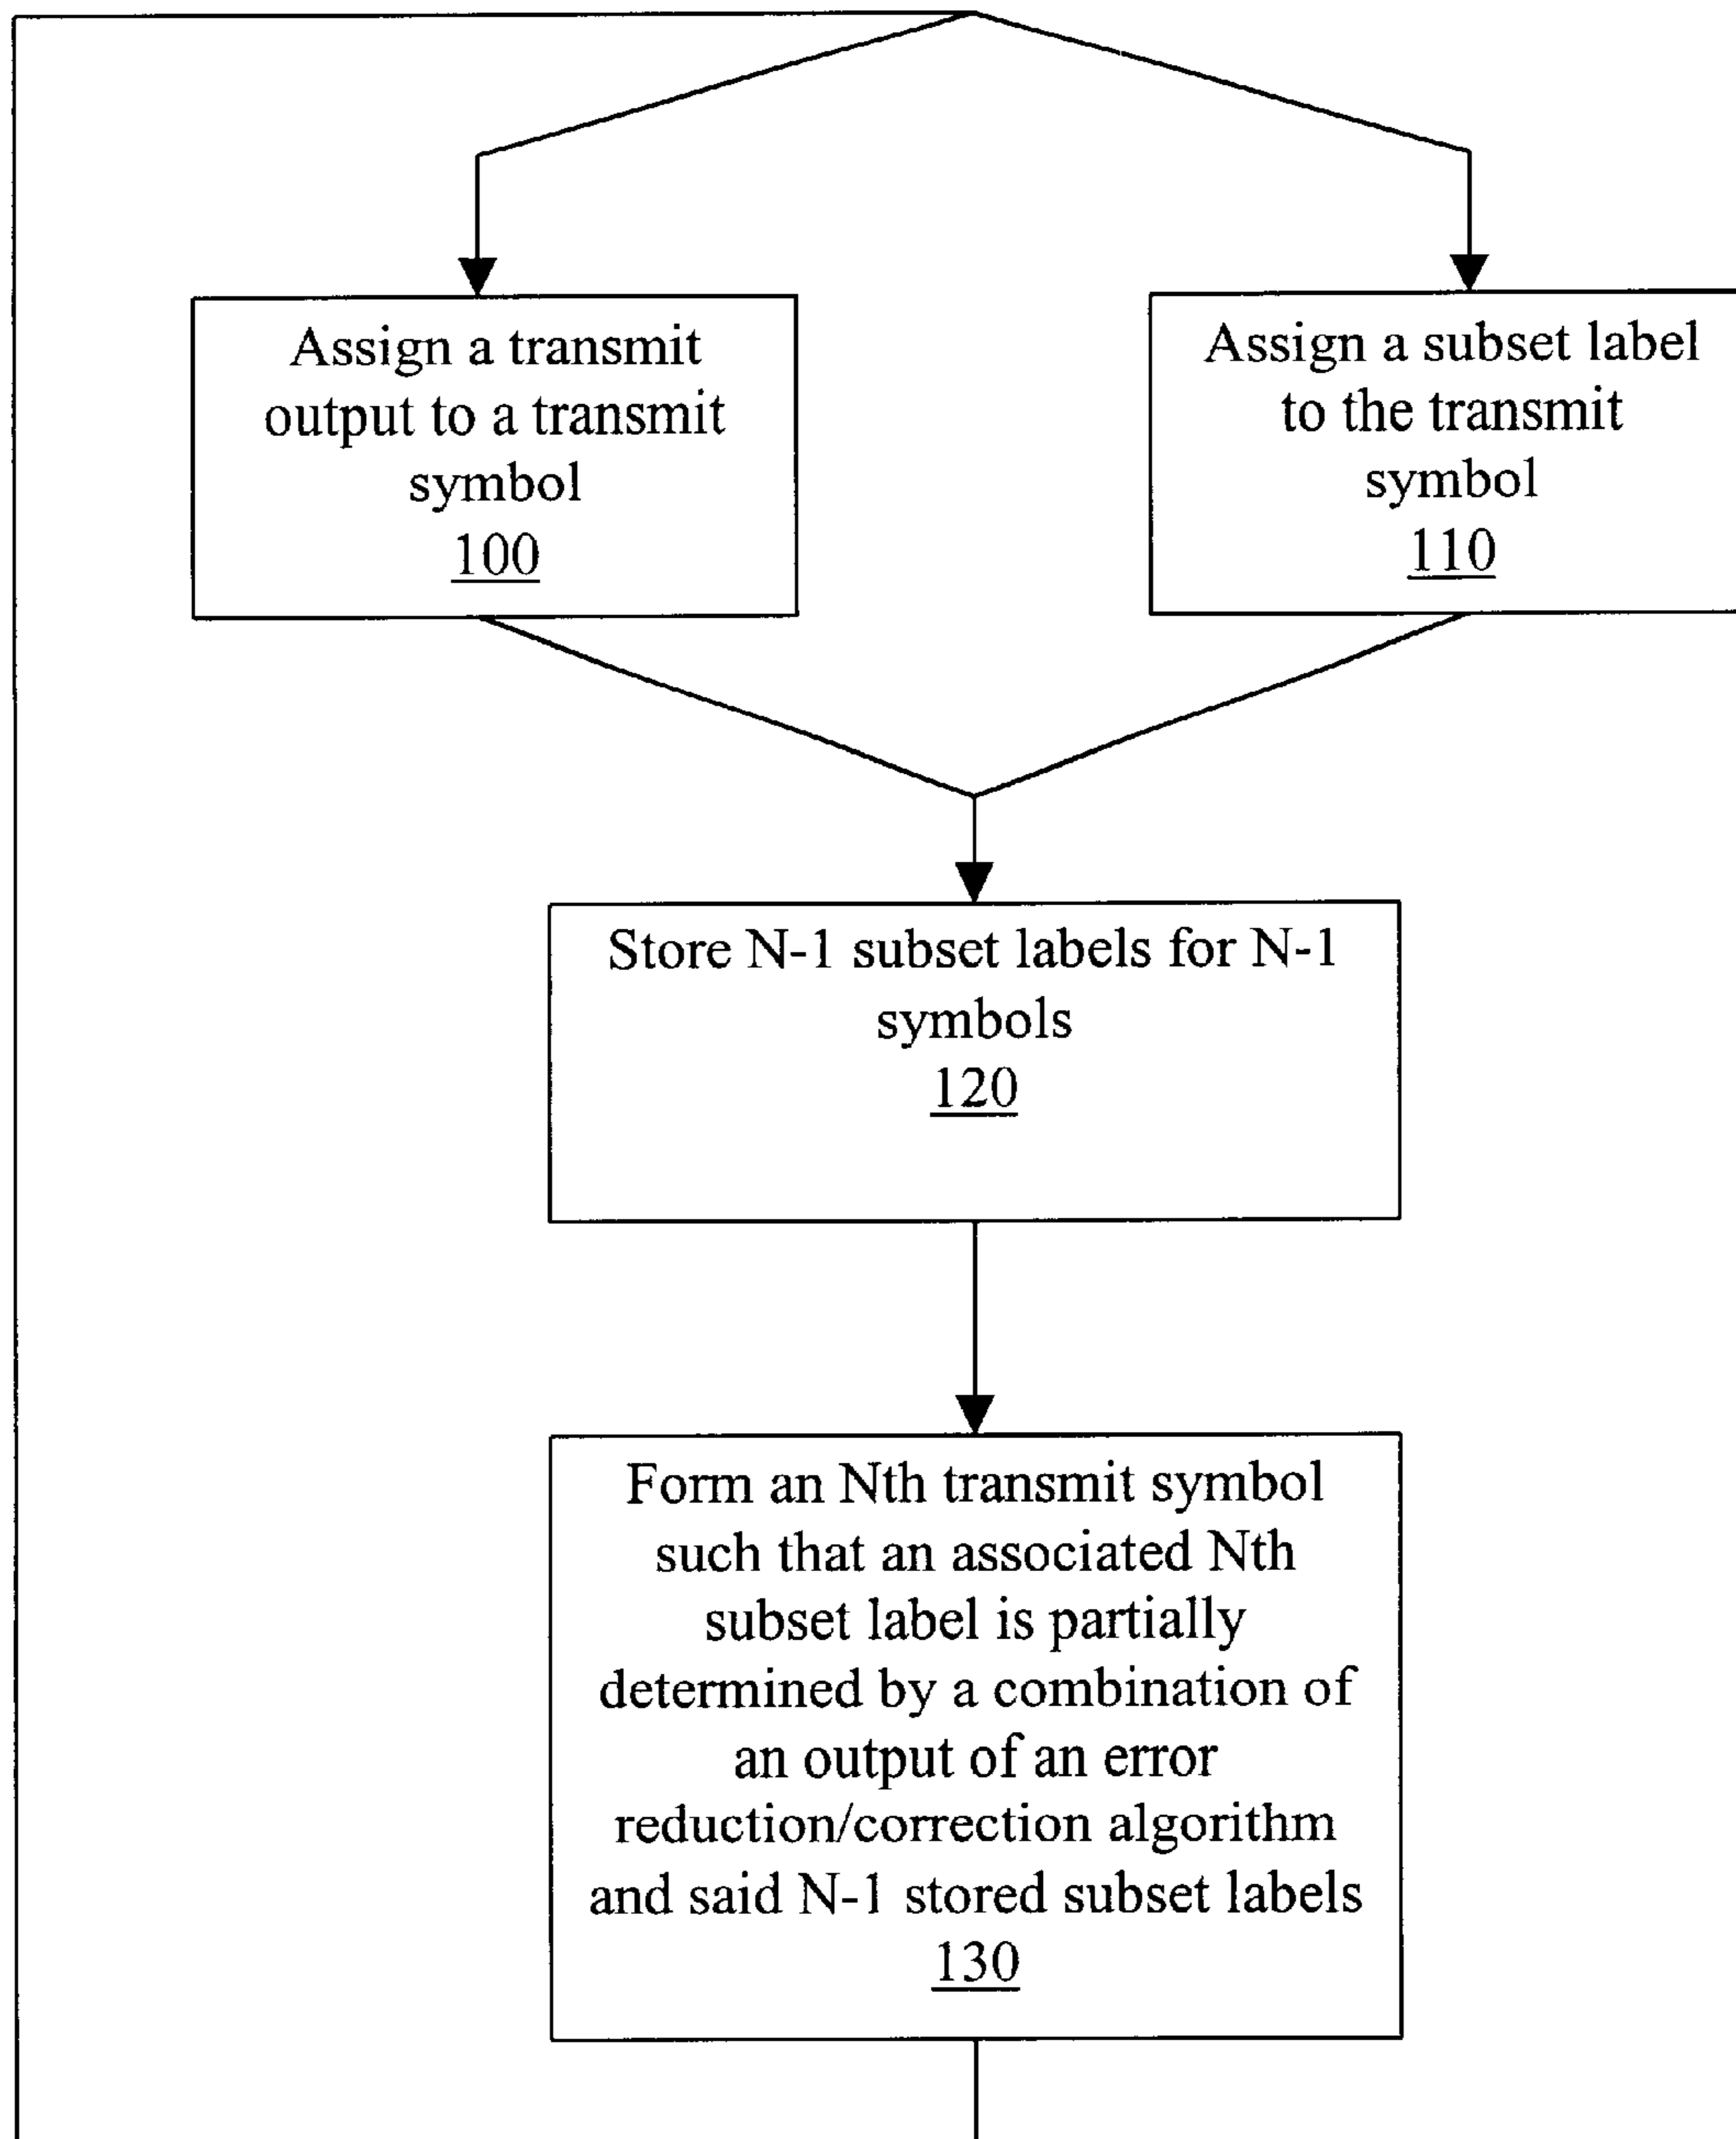 Assign a transmit
output to a transmit
symbol
100
Assign a subset label
to the transmit
symbol
110
Store N-1 subset labels for N-1
symbols
120
Form an Nth transmit symbol
such that an associated Nth
subset label is partially
determined by a combination of
an output of an error
reduction/correction algorithm
and said N-1 stored subset labels
130